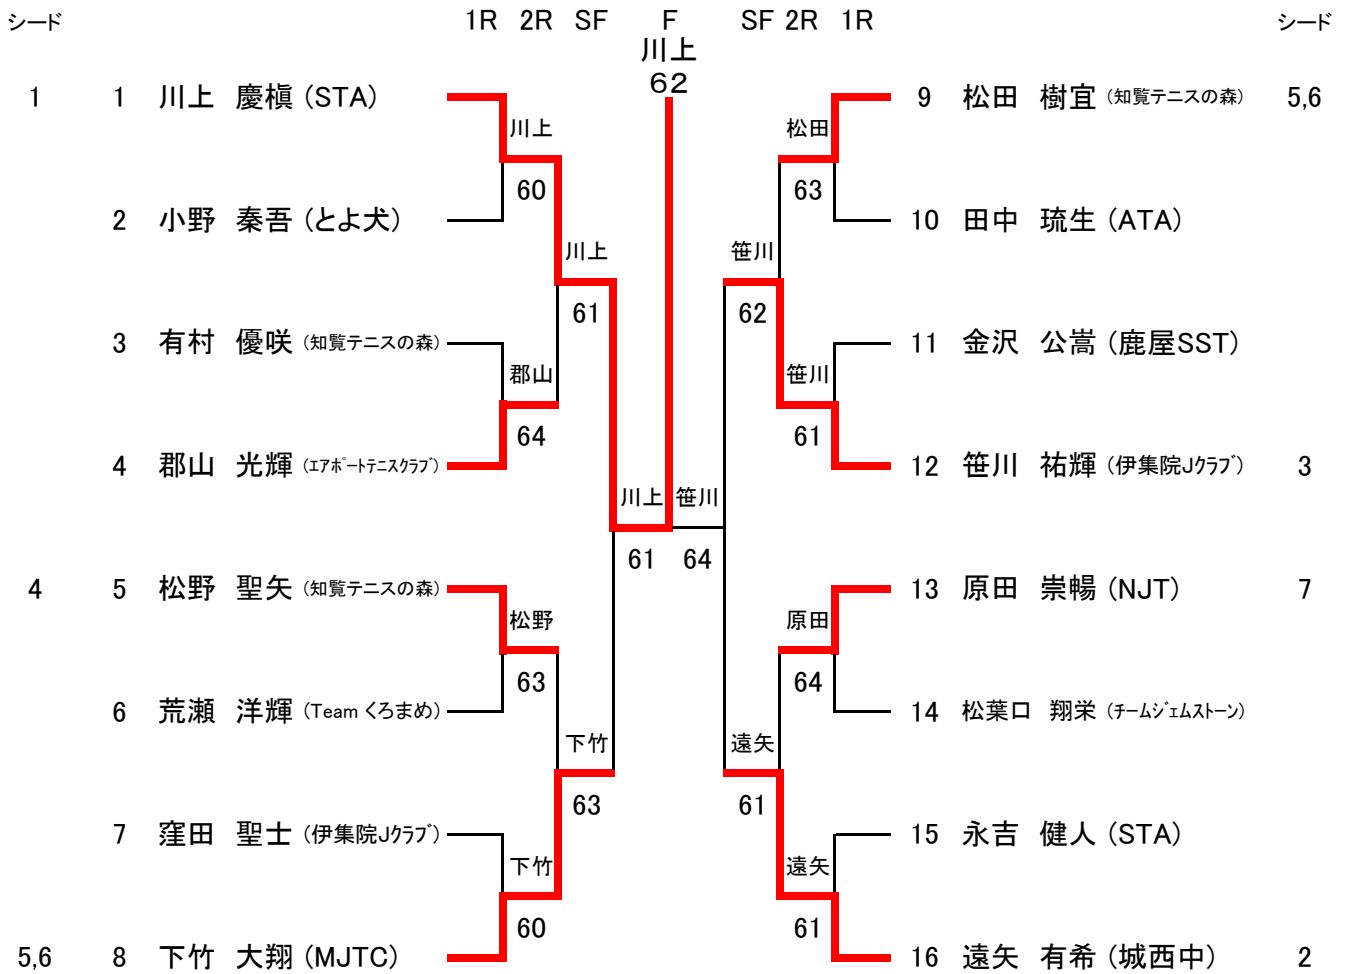 シード 1R 2R SF F SF 2R 1R シード
川上
62
1 1 川上 慶槇 (STA) 9 松田 樹宜 (知覧テニスの森) 5,6
川上 松田
60 63
2 小野 秦吾 (とよ犬) 10 田中 琉生 (ATA)
川上 笹川
61 62
3 有村 優咲 (知覧テニスの森) 11 金沢 公嵩 (鹿屋SST)
郡山 笹川
64 61
4 郡山 光輝 (エアポートテニスクラブ) 12 笹川 祐輝 (伊集院Jクラブ) 3
川上 笹川
61 64
4 5 松野 聖矢 (知覧テニスの森) 13 原田 崇暢 (NJT) 7
松野 原田
63 64
6 荒瀬 洋輝 (Team くろまめ) 14 松葉口 翔栄 (チームジェムストーン)
下竹 遠矢
63 61
7 窪田 聖士 (伊集院Jクラブ) 15 永吉 健人 (STA)
下竹 遠矢
60 61
5,6 8 下竹 大翔 (MJTC) 16 遠矢 有希 (城西中) 2